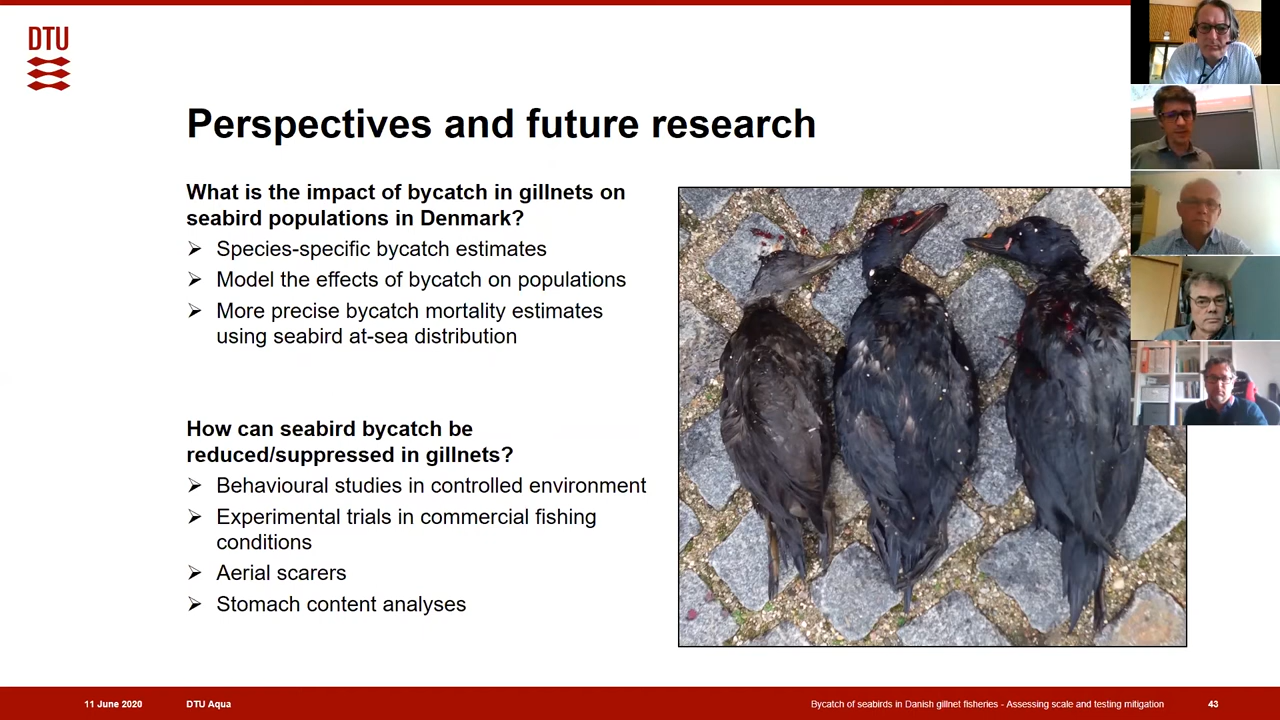 DTU
Perspectives and future research
What is the impact of bycatch in gillnets on
seabird populations in Denmark?
➢ Species-specific bycatch estimates
➢ Model the effects of bycatch on populations
➢ More precise bycatch mortality estimates
using seabird at-sea distribution
How can seabird bycatch be
reduced/suppressed in gillnets?
➢ Behavioural studies in controlled environment
➢ Experimental trials in commercial fishing
conditions
➢ Aerial scarers
➢ Stomach content analyses
11 June 2020 DTU Aqua Bycatch of seabirds in Danish gillnet fisheries - Assessing scale and testing mitigation 43